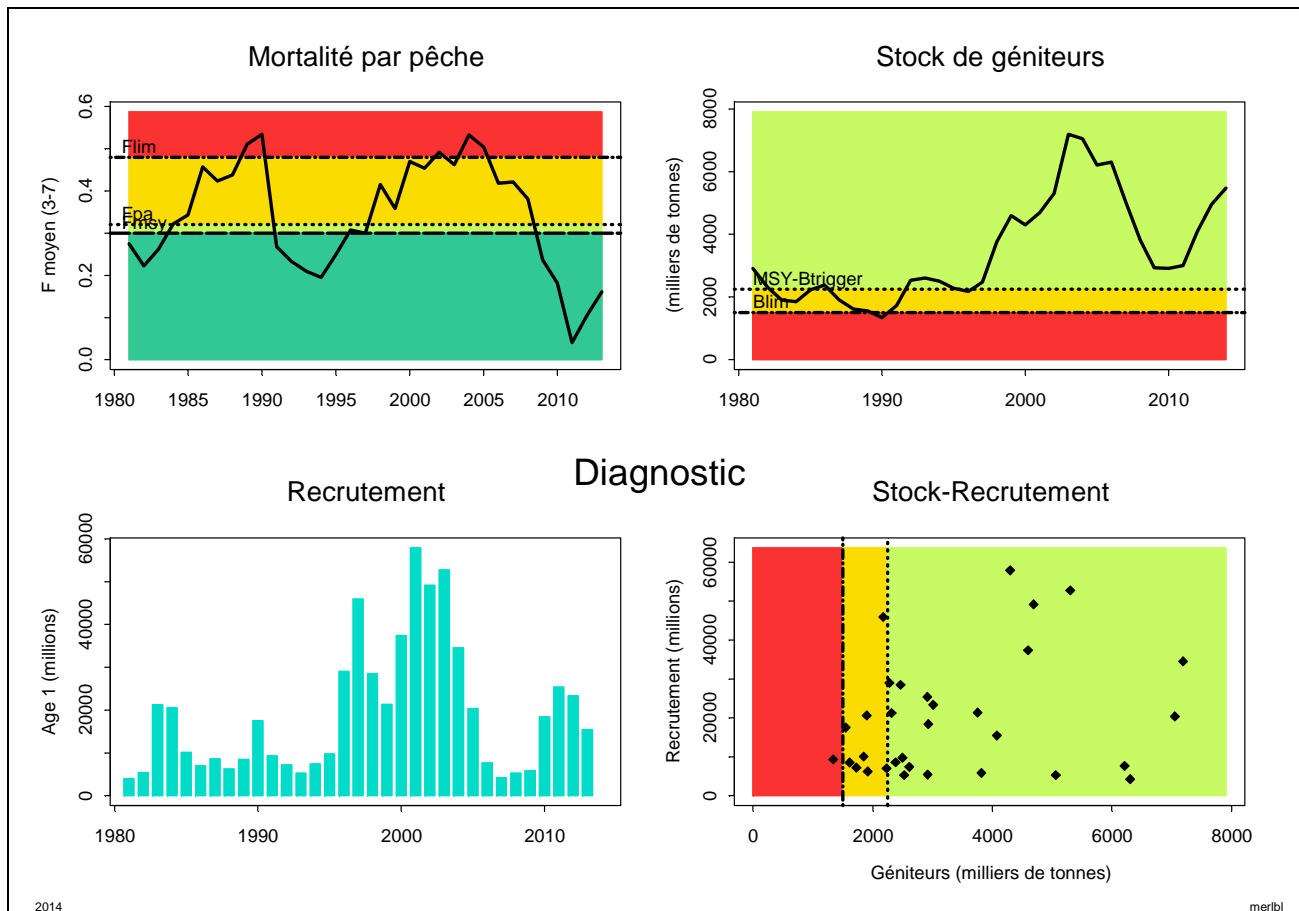 Mortalité par pêche
F moyen (3-7)
0.0
0.2
0.4
0.6
Flim
Fpa
Fmsy
1980 1985 1990 1995 2000 2005 2010
Stock de géniteurs
(milliers de tonnes)
0 2000 4000 6000 8000
MSY-Btrigger
Blim
1980 1990 2000 2010
Diagnostic
Recrutement
Age 1 (millions)
0 20000 40000 60000
1980 1990 2000 2010
Stock-Recrutement
Recrutement (millions)
0 20000 40000 60000
0 2000 4000 6000 8000
Géniteurs (milliers de tonnes)
2014
merlbl